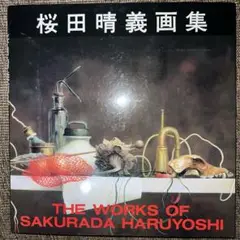 桜田晴義画集
THE WORKS OF
SAKURADA HARUYOSHI